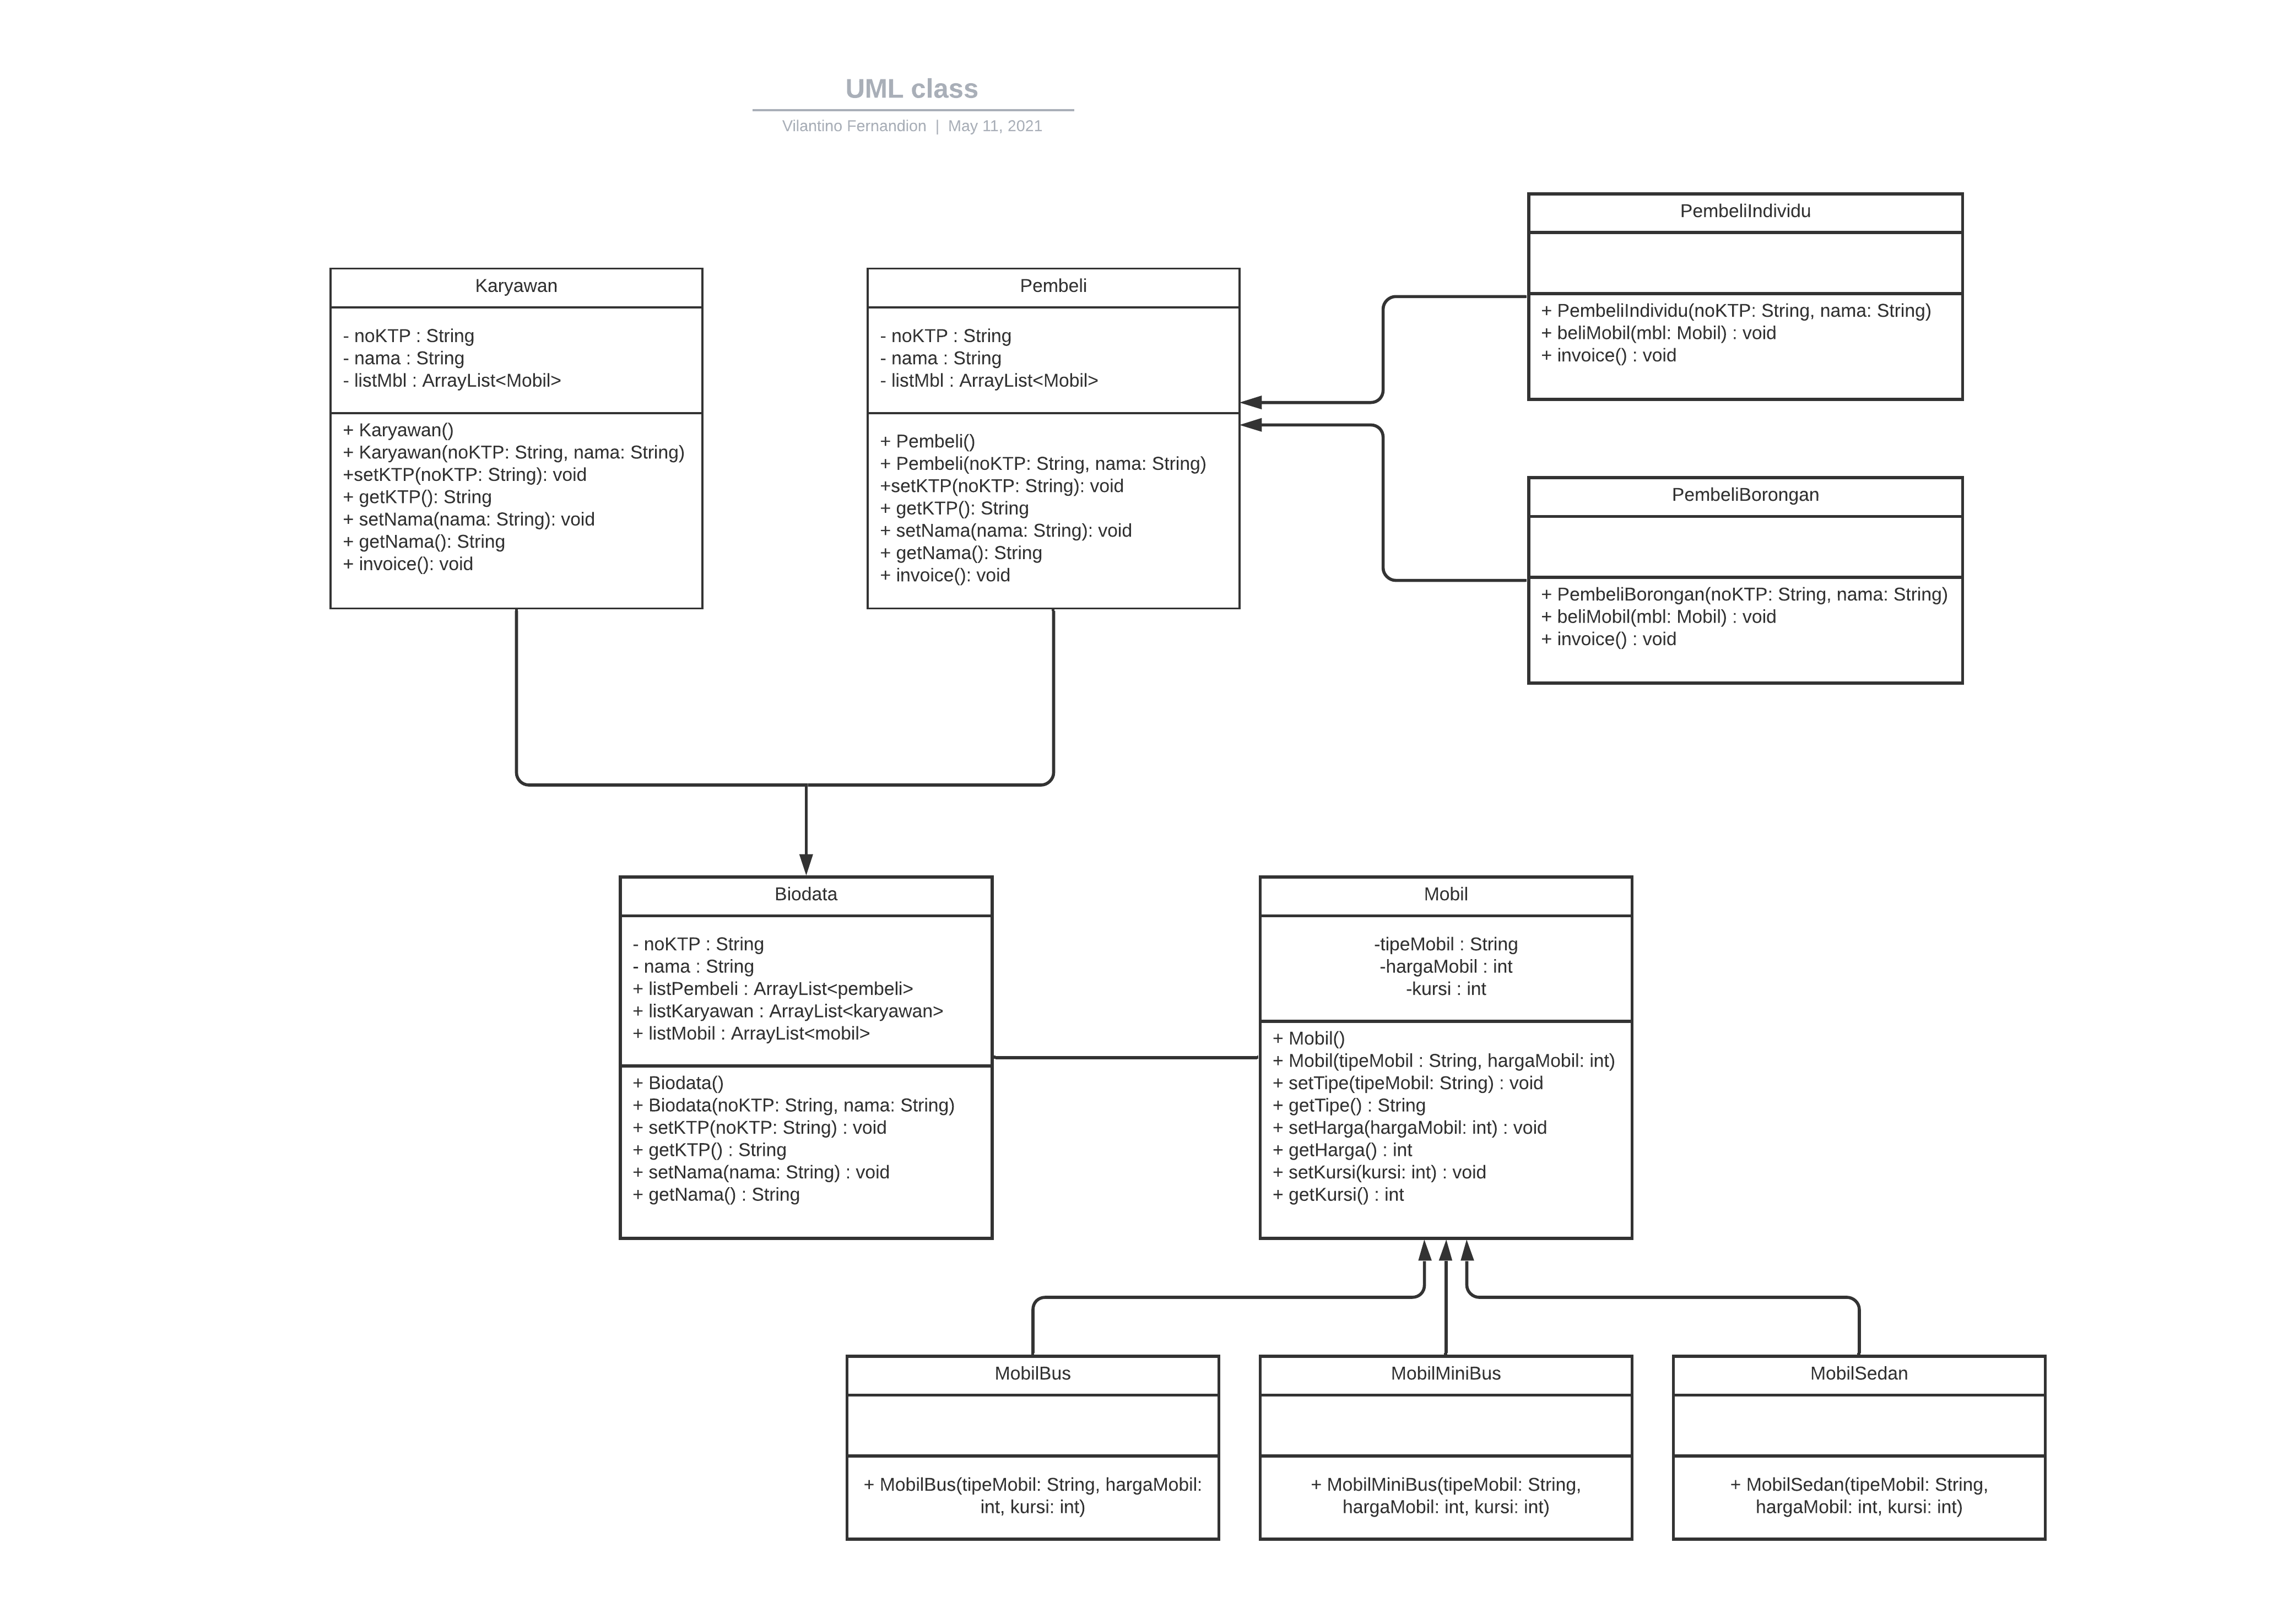 UML class
Vilantino Fernandion | May 11, 2021
PembeliIndividu
+ PembeliIndividu(noKTP: String, nama: String)
+ beliMobil(mbl: Mobil) : void
+ invoice() : void
Karyawan
- noKTP : String
- nama : String
- listMbl : ArrayList<Mobil>
+ Karyawan()
+ Karyawan(noKTP: String, nama: String)
+setKTP(noKTP: String): void
+ getKTP(): String
+ setNama(nama: String): void
+ getNama(): String
+ invoice(): void
Pembeli
- noKTP : String
- nama : String
- listMbl : ArrayList<Mobil>
+ Pembeli()
+ Pembeli(noKTP: String, nama: String)
+setKTP(noKTP: String): void
+ getKTP(): String
+ setNama(nama: String): void
+ getNama(): String
+ invoice(): void
PembeliBorongan
+ PembeliBorongan(noKTP: String, nama: String)
+ beliMobil(mbl: Mobil) : void
+ invoice() : void
Biodata
- noKTP : String
- nama : String
+ listPembeli : ArrayList<pembeli>
+ listKaryawan : ArrayList<karyawan>
+ listMobil : ArrayList<mobil>
+ Biodata()
+ Biodata(noKTP: String, nama: String)
+ setKTP(noKTP: String) : void
+ getKTP() : String
+ setNama(nama: String) : void
+ getNama() : String
Mobil
-tipeMobil : String
-hargaMobil : int
-kursi : int
+ Mobil()
+ Mobil(tipeMobil : String, hargaMobil: int)
+ setTipe(tipeMobil: String) : void
+ getTipe() : String
+ setHarga(hargaMobil: int) : void
+ getHarga() : int
+ setKursi(kursi: int) : void
+ getKursi() : int
MobilBus
+ MobilBus(tipeMobil: String, hargaMobil:
int, kursi: int)
MobilMiniBus
+ MobilMiniBus(tipeMobil: String,
hargaMobil: int, kursi: int)
MobilSedan
+ MobilSedan(tipeMobil: String,
hargaMobil: int, kursi: int)